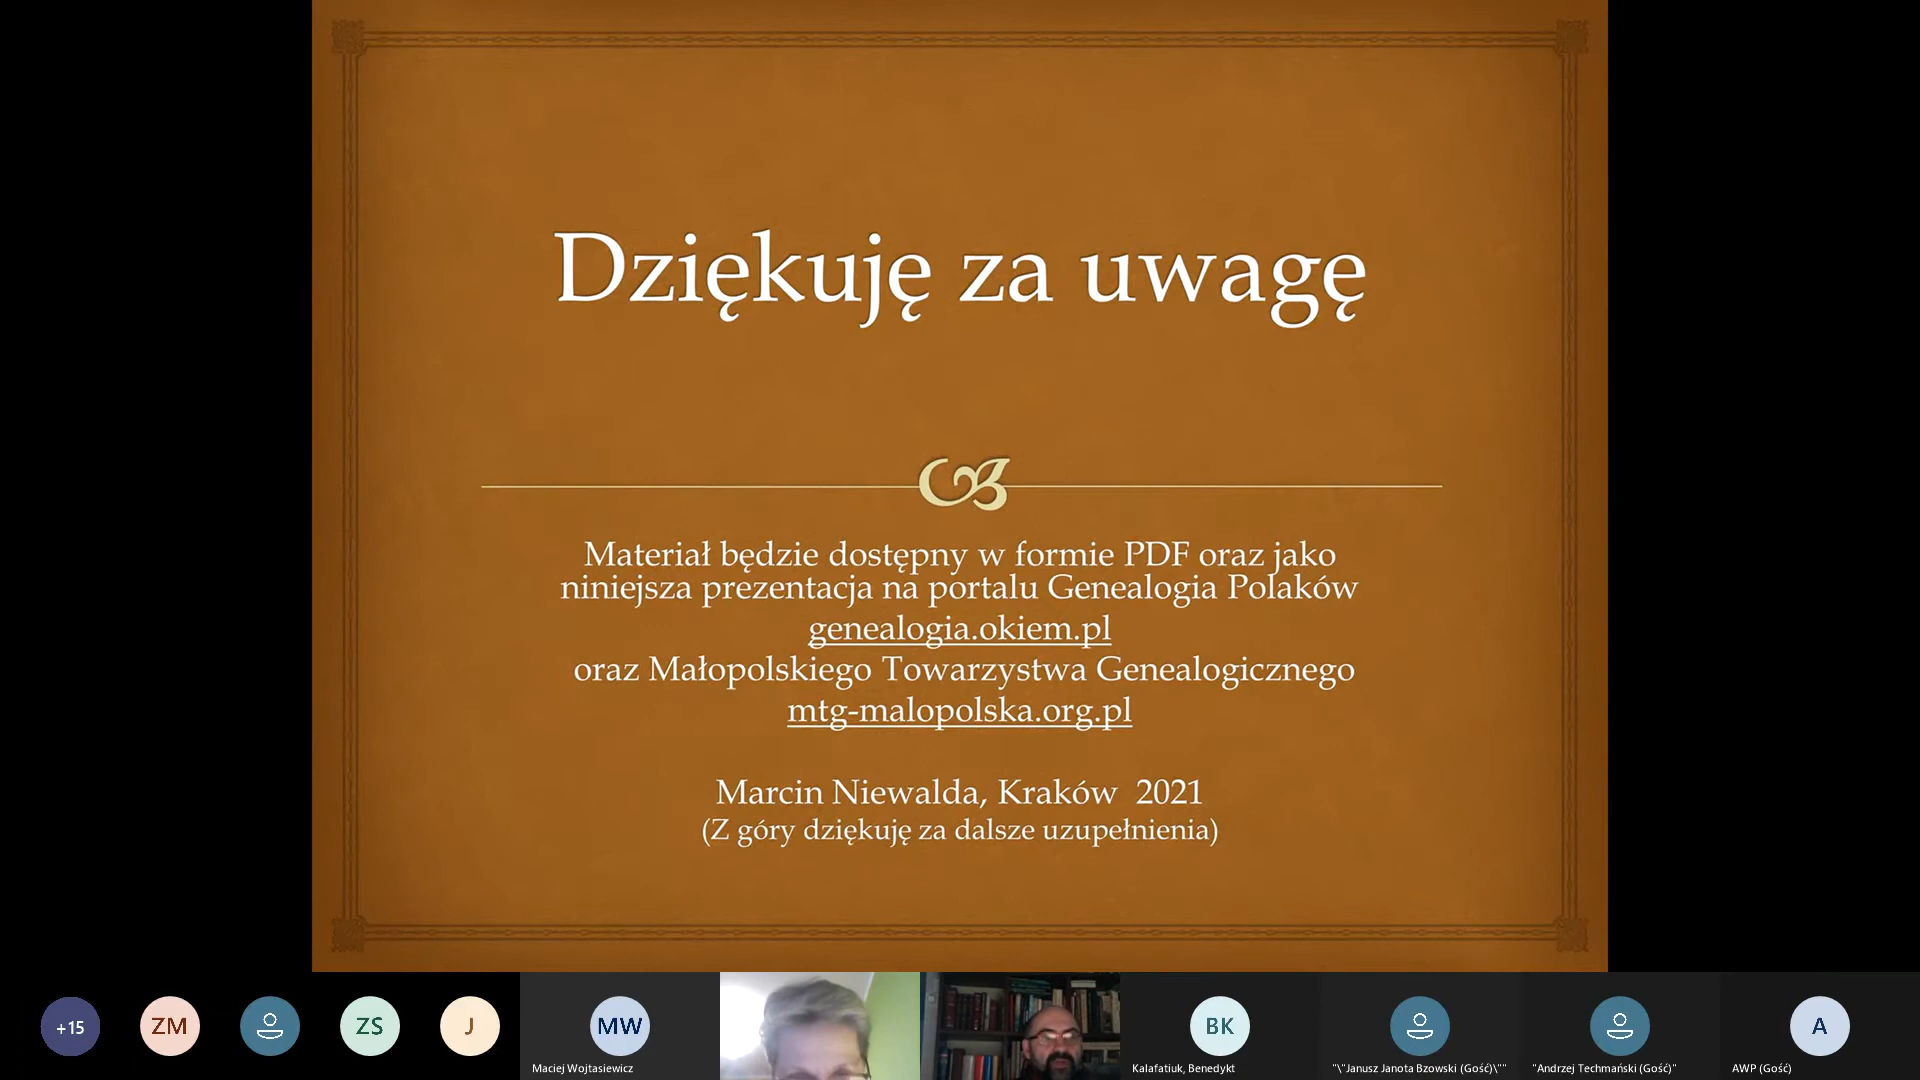 Dziękuję za uwagę
Materiał będzie dostępny w formie PDF oraz jako
niniejsza prezentacja na portalu Genealogia Polaków
genealogia.okiem.pl
oraz Małopolskiego Towarzystwa Genealogicznego
mtg-malopolska.org.pl
Marcin Niewalda, Kraków 2021
(Z góry dziękuję za dalsze uzupełnienia)
+15
ZM
ZS
J
MW
BK
A
Maciej Wojtasiewicz
Kalafatiuk, Benedykt
"\"Janusz Janota Bzowski (Gość)\""
"Andrzej Techmański (Gość)"
AWP (Gość)